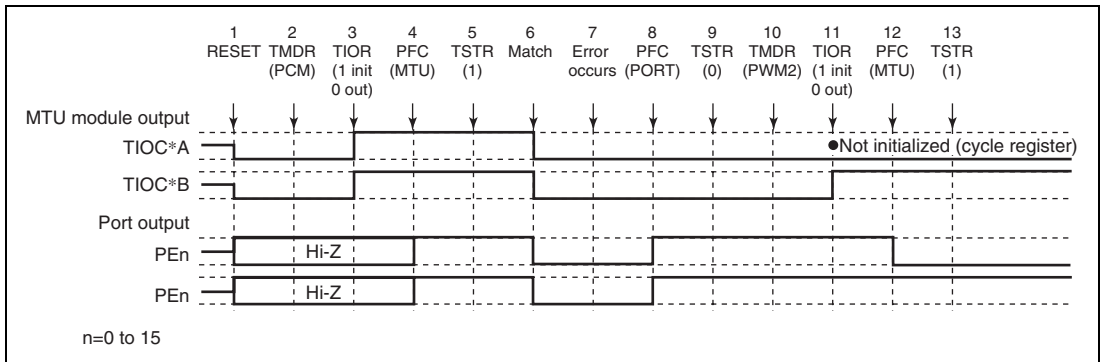 1 2 3 4 5 6 7 8 9 10 11 12 13
RESET TMDR TIOR PFC TSTR Match Error PFC TSTR TMDR TIOR PFC TSTR
(PCM) (1 init (MTU) (1) occurs (PORT) (0) (PWM2) (1 init (MTU) (1)
0 out) 0 out)
MTU module output
TIOC*A
●Not initialized (cycle register)
TIOC*B
Port output
PEn
Hi-Z
PEn
Hi-Z
n=0 to 15